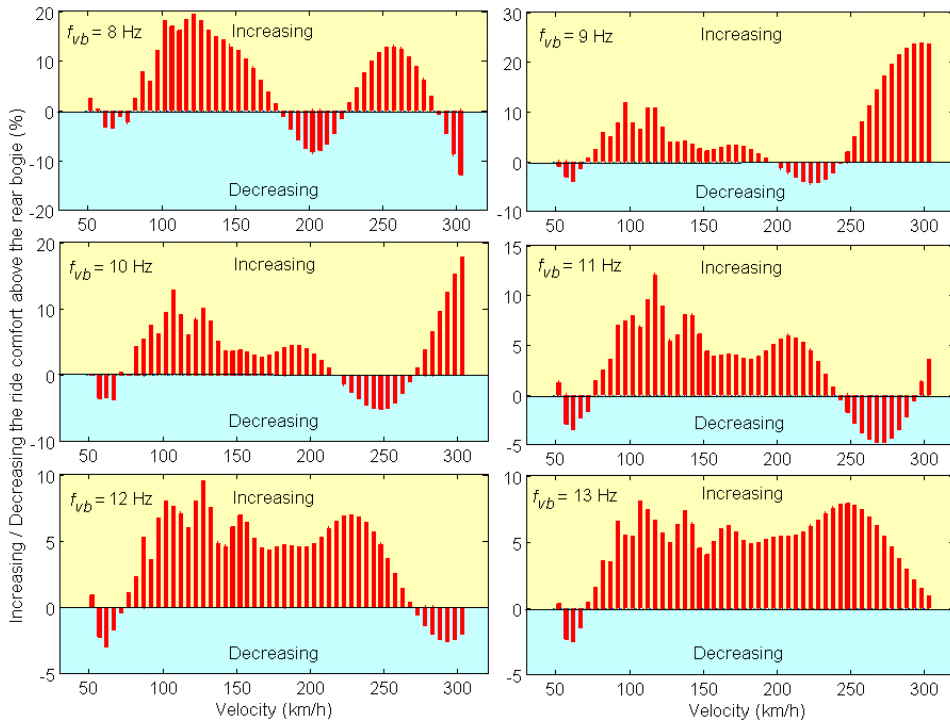 Increasing / Decreasing the ride comfort above the rear bogie (%)
20
10
0
-10
-20
f_vb = 8 Hz
Increasing
Decreasing
50 100 150 200 250 300
30
20
10
0
-10
f_vb = 9 Hz
Increasing
Decreasing
50 100 150 200 250 300
20
10
0
-10
f_vb = 10 Hz
Increasing
Decreasing
50 100 150 200 250 300
15
10
5
0
-5
f_vb = 11 Hz
Increasing
Decreasing
50 100 150 200 250 300
10
5
0
-5
f_vb = 12 Hz
Increasing
Decreasing
50 100 150 200 250 300
Velocity (km/h)
10
5
0
-5
f_vb = 13 Hz
Increasing
Decreasing
50 100 150 200 250 300
Velocity (km/h)